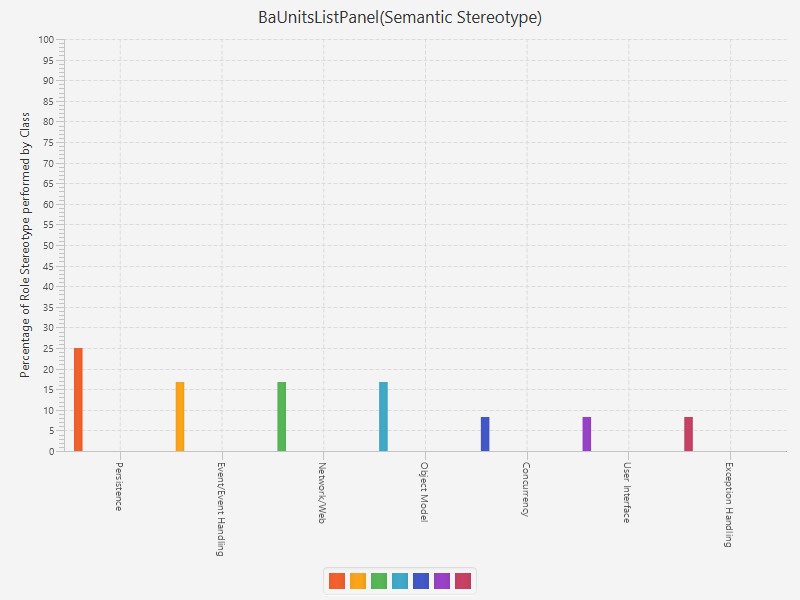 BaUnitsListPanel(Semantic Stereotype)
Percentage of Role Stereotype performed by Class
100
95
90
85
80
75
70
65
60
55
50
45
40
35
30
25
20
15
10
5
0
Persistence
Event/Event Handling
Network/Web
Object Model
Concurrency
User Interface
Exception Handling